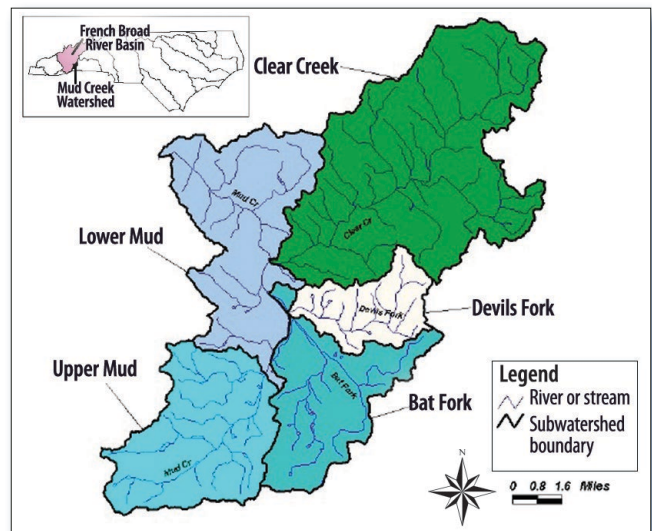 French Broad
River Basin
Mud Creek
Watershed
Clear Creek
Mud Cr
Clear Cr
Lower Mud
Devils Fork
Devils Fork
Upper Mud
Bat Fork
Bat Fork
Mud Cr
Legend
River or stream
Subwatershed
boundary
N
0 0.8 1.6 Miles